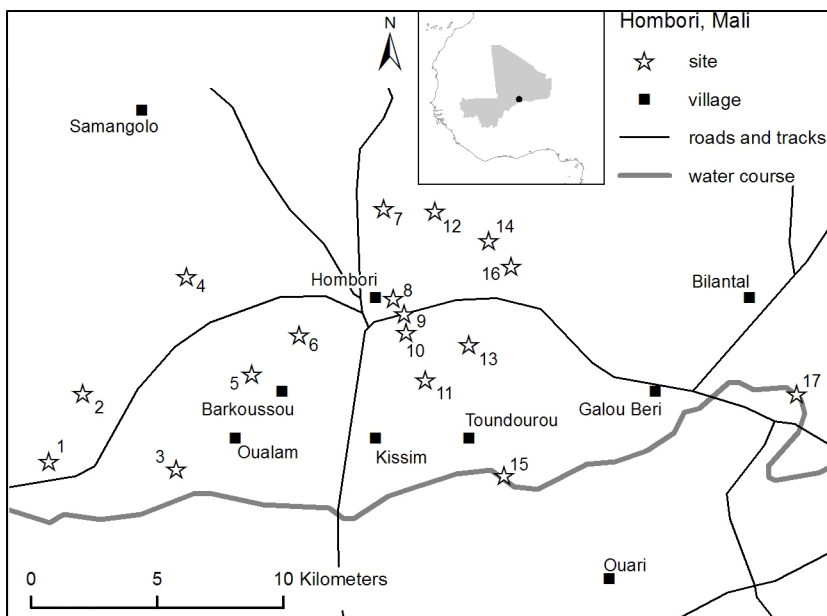 Hombori, Mali
N
site
village
roads and tracks
water course
Samangolo
7
12
14
16
4
Hombori
8
9
10
Bilantal
6
13
5
11
2
Barkoussou
Galou Beri
17
Toundourou
1
3
Oualam
Kissim
15
Ouari
0 5 10 Kilometers